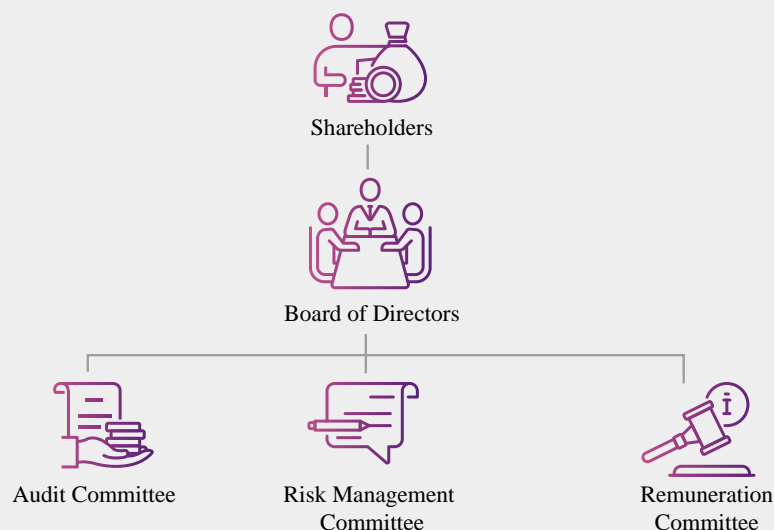 Shareholders
Board of Directors
Audit Committee
Risk Management
Committee
Remuneration
Committee